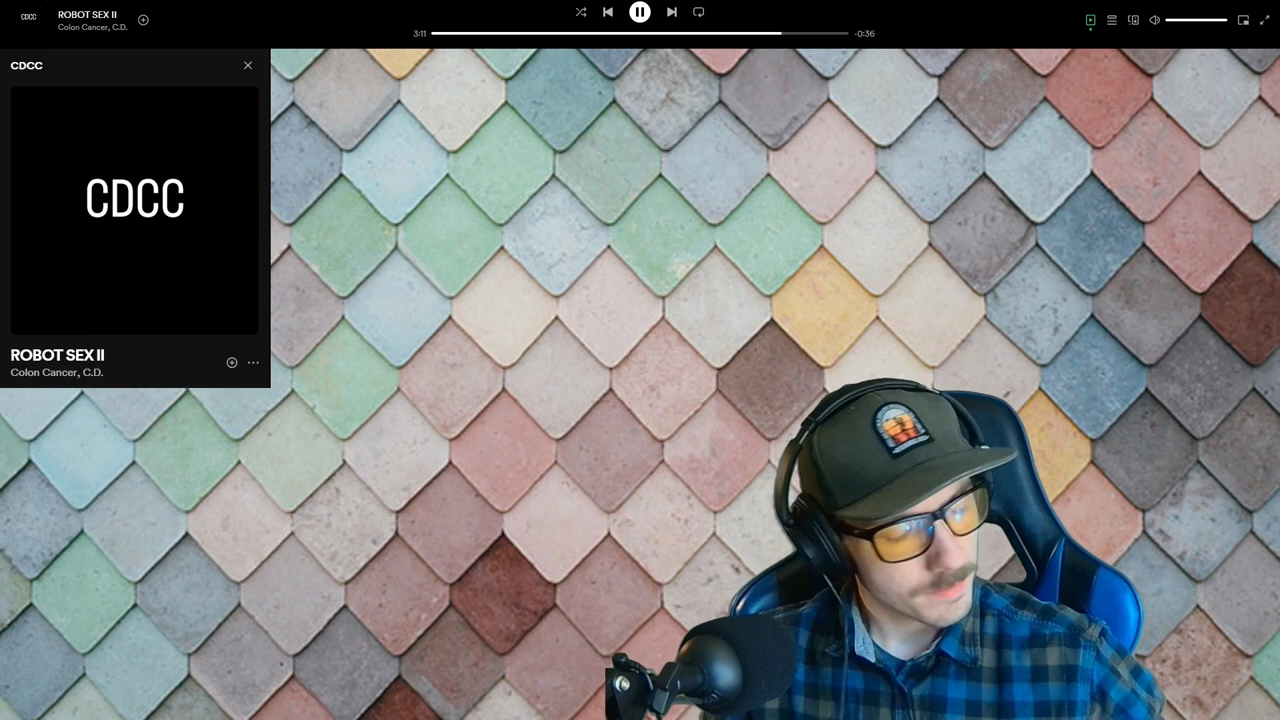 CDCC
ROBOT SEX II
Colon Cancer, C.D.
3:11
-0:36
CDCC
CDCC
ROBOT SEX II
Colon Cancer, C.D.